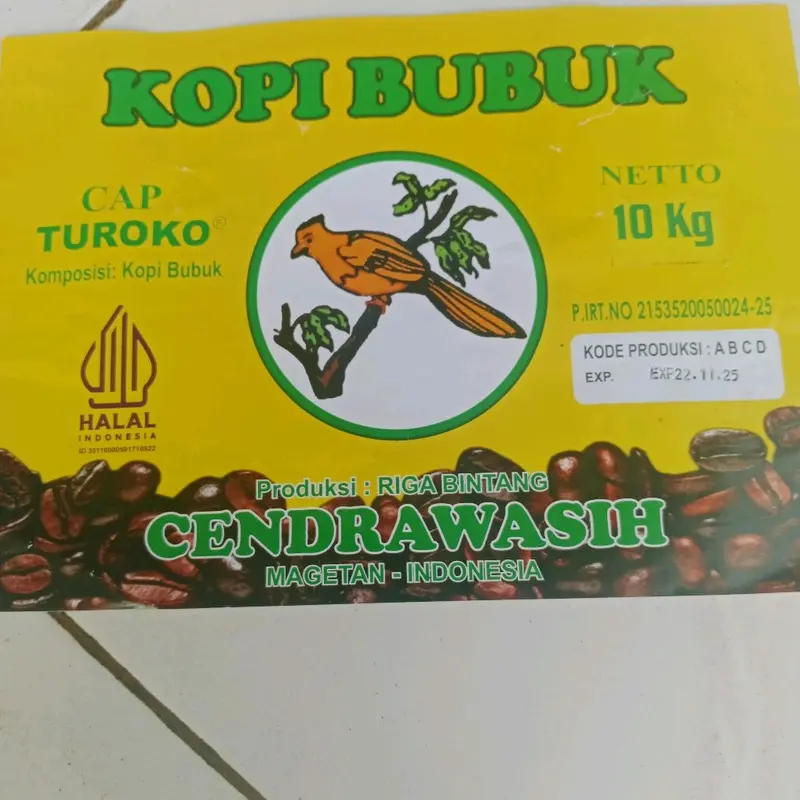 KOPI BUBUK
CAP
TUROKO®
Komposisi: Kopi Bubuk
HALAL
INDONESIA
NETTO
10 Kg
P.IRT.NO 2153520050024-25
KODE PRODUKSI : A B C D
EXP. EXP22.11.25
Produksi : RIGA BINTANG
CENDRAWASIH
MAGETAN - INDONESIA